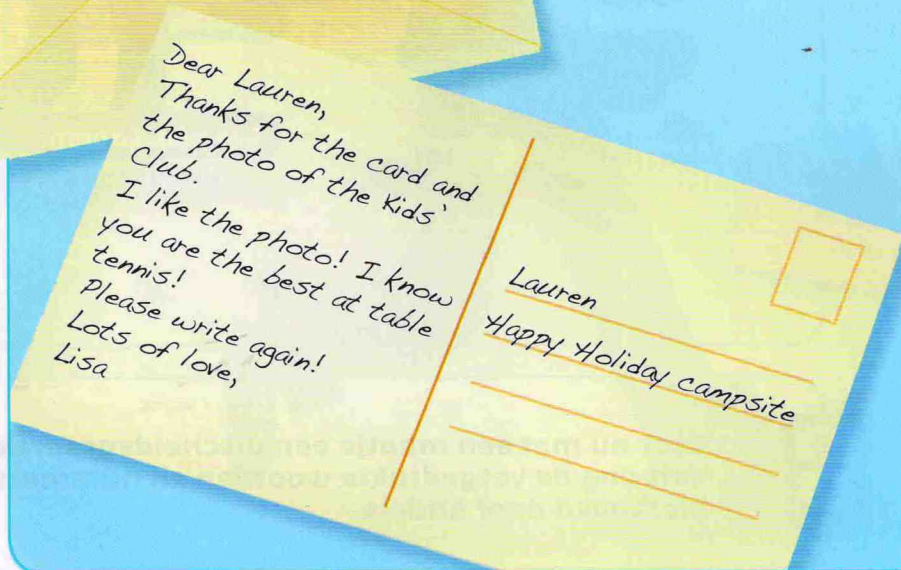 Dear Lauren,
Thanks for the card and
the photo of the Kids'
Club.
I like the photo! I know
you are the best at table
tennis!
Please write again!
Lots of love,
Lisa
Lauren
Happy Holiday campsite